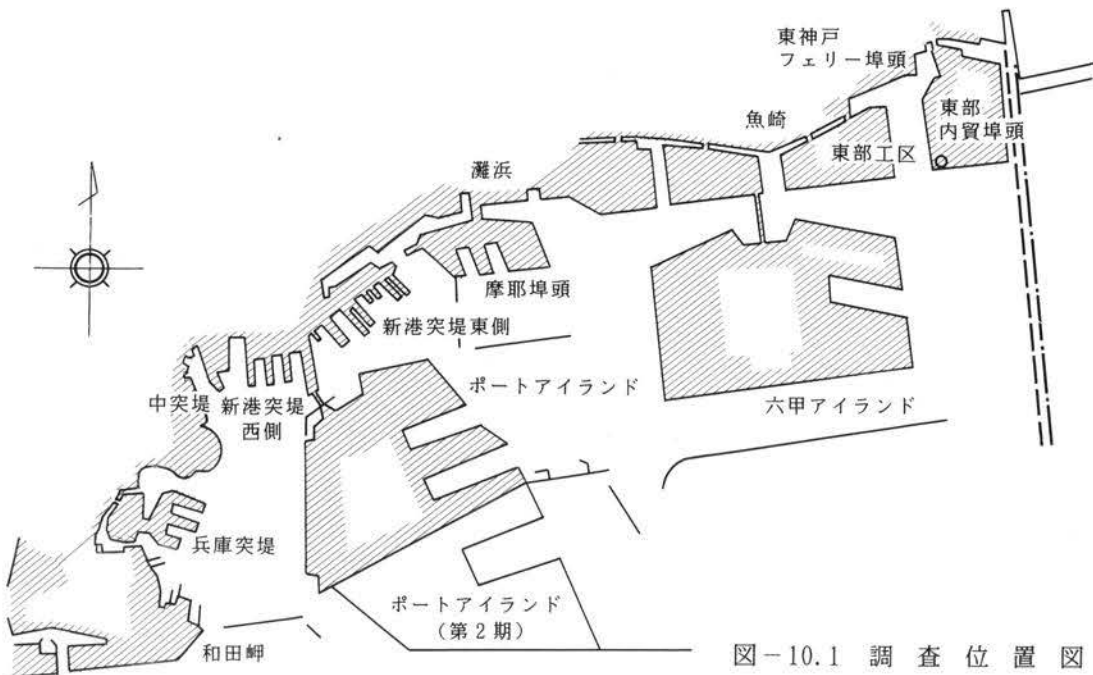 東神戸
フェリー埠頭
東部
内貿埠頭
魚崎
東部工区
灘浜
摩耶埠頭
新港突堤東側
ポートアイランド
六甲アイランド
中突堤
新港突堤
西側
兵庫突堤
ポートアイランド
(第2期)
和田岬
図-10.1 調査位置図